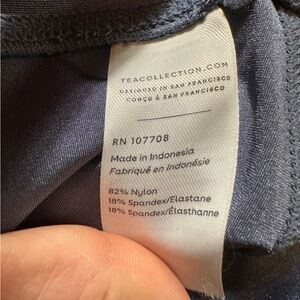 TEACOLLECTION.COM
DESIGNED IN SAN FRANCISCO
CONÇU À SAN FRANCISCO
RN 107708
Made in Indonesia
Fabriqué en Indonésie
82% Nylon
18% Spandex/Elastane
18% Spandex/Élasthanne